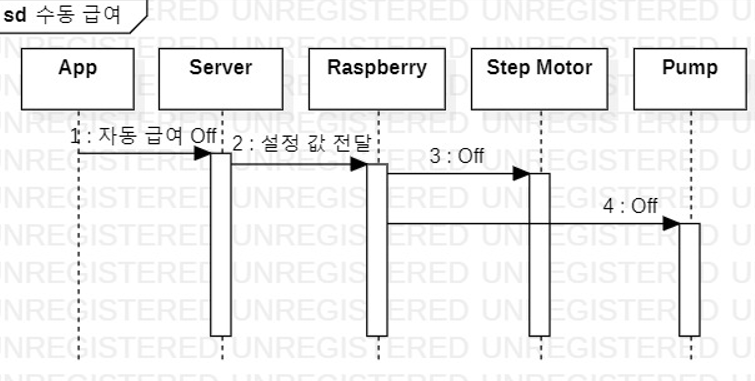 sd 수동 급여
App
Server
Raspberry
Step Motor
Pump
1 : 자동 급여 Off
2 : 설정 값 전달
3 : Off
4 : Off
UNREGISTERED